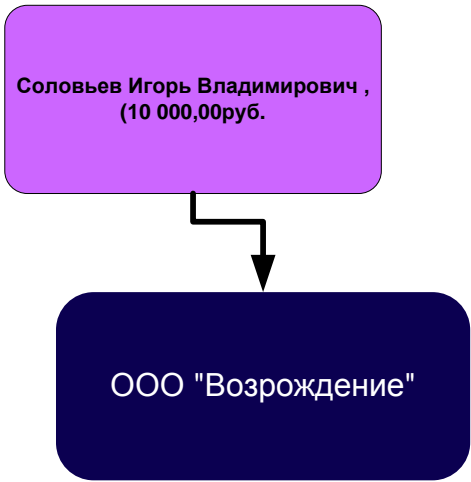 Соловьев Игорь Владимирович ,
(10 000,00руб.
ООО "Возрождение"